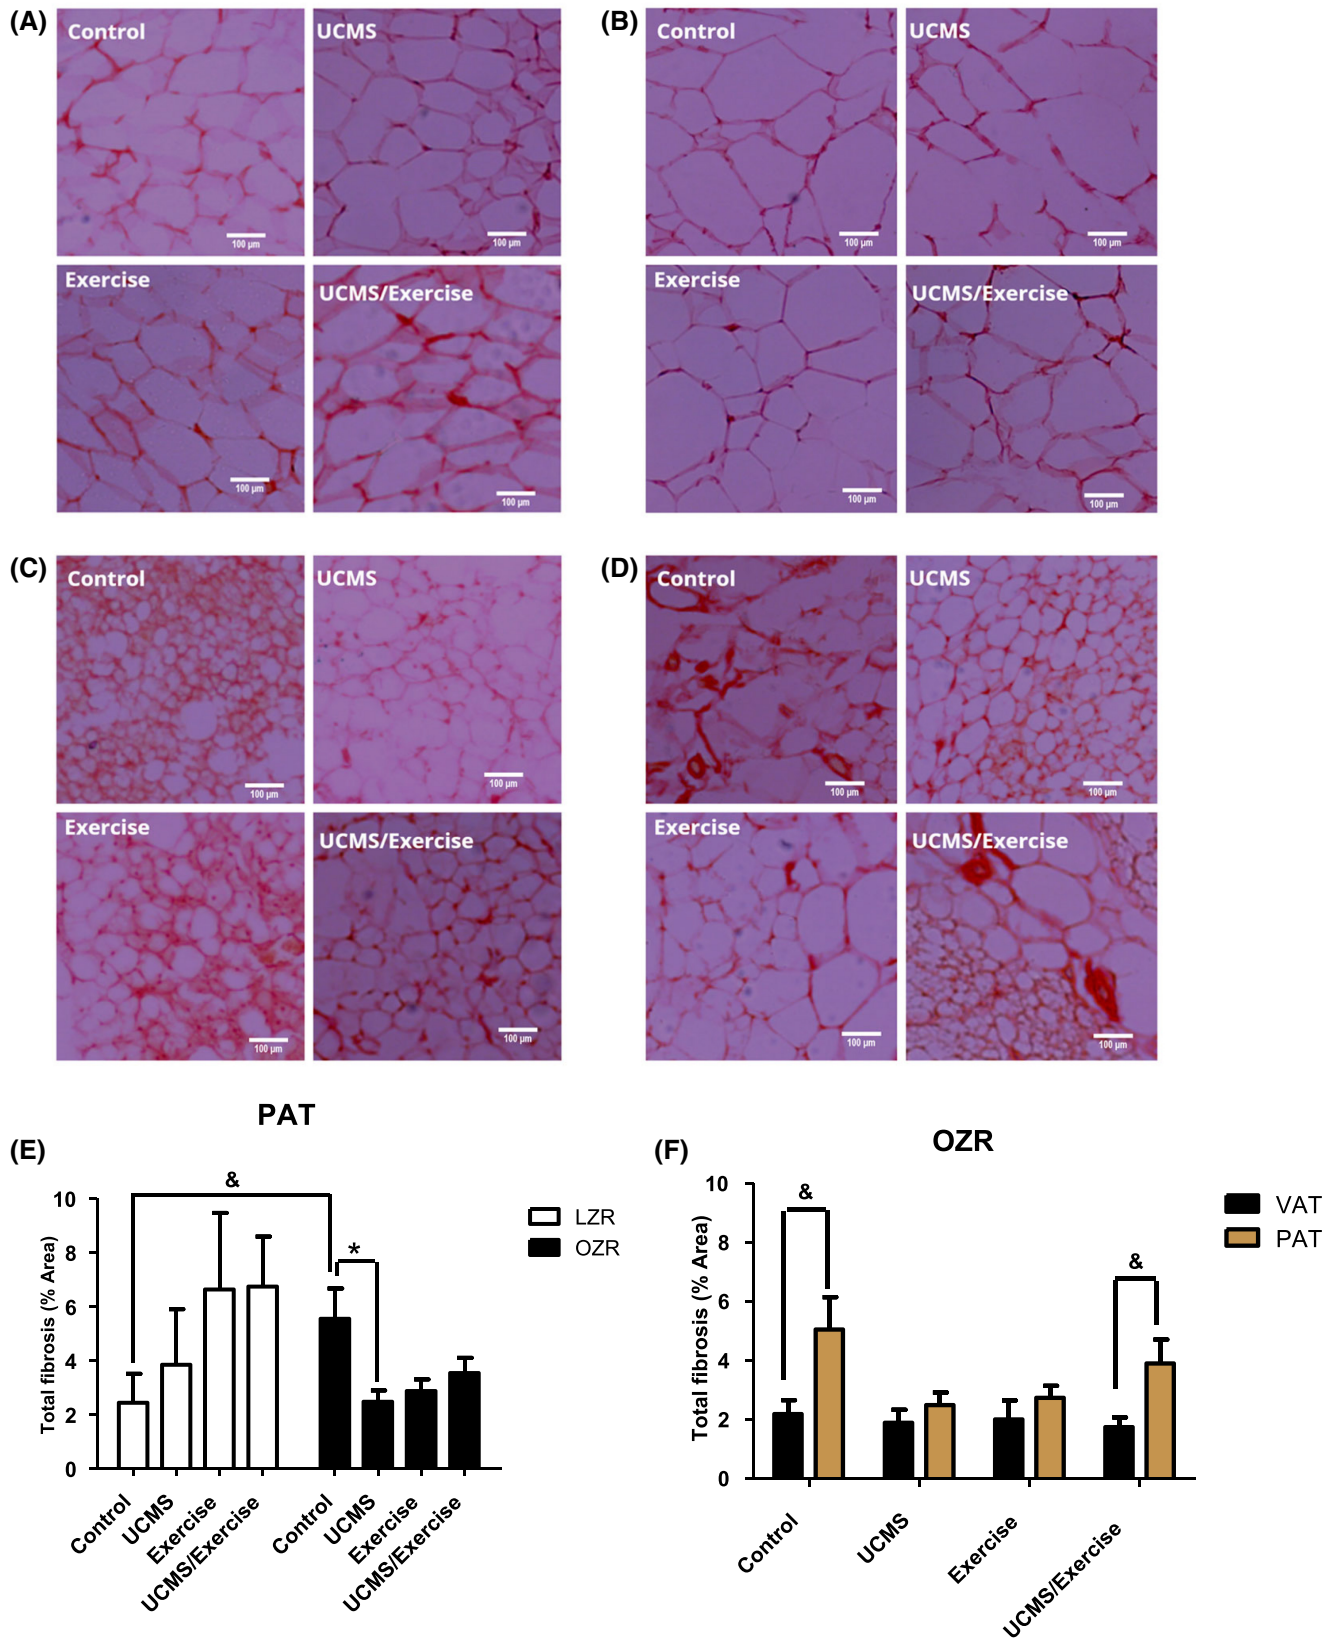 (A)
Control
UCMS
100 µm
100 µm
Exercise
UCMS/Exercise
100 µm
100 µm
(B)
Control
UCMS
100 µm
100 µm
Exercise
UCMS/Exercise
100 µm
100 µm
(C)
Control
UCMS
100 µm
100 µm
Exercise
UCMS/Exercise
100 µm
100 µm
(D)
Control
UCMS
100 µm
100 µm
Exercise
UCMS/Exercise
100 µm
100 µm
PAT
(E)
&
*
10
8
6
4
2
0
Total fibrosis (% Area)
LZR
OZR
Control
UCMS
Exercise
UCMS/Exercise
Control
UCMS
Exercise
UCMS/Exercise
OZR
(F)
&
&
10
8
6
4
2
0
Total fibrosis (% Area)
VAT
PAT
Control
UCMS
Exercise
UCMS/Exercise